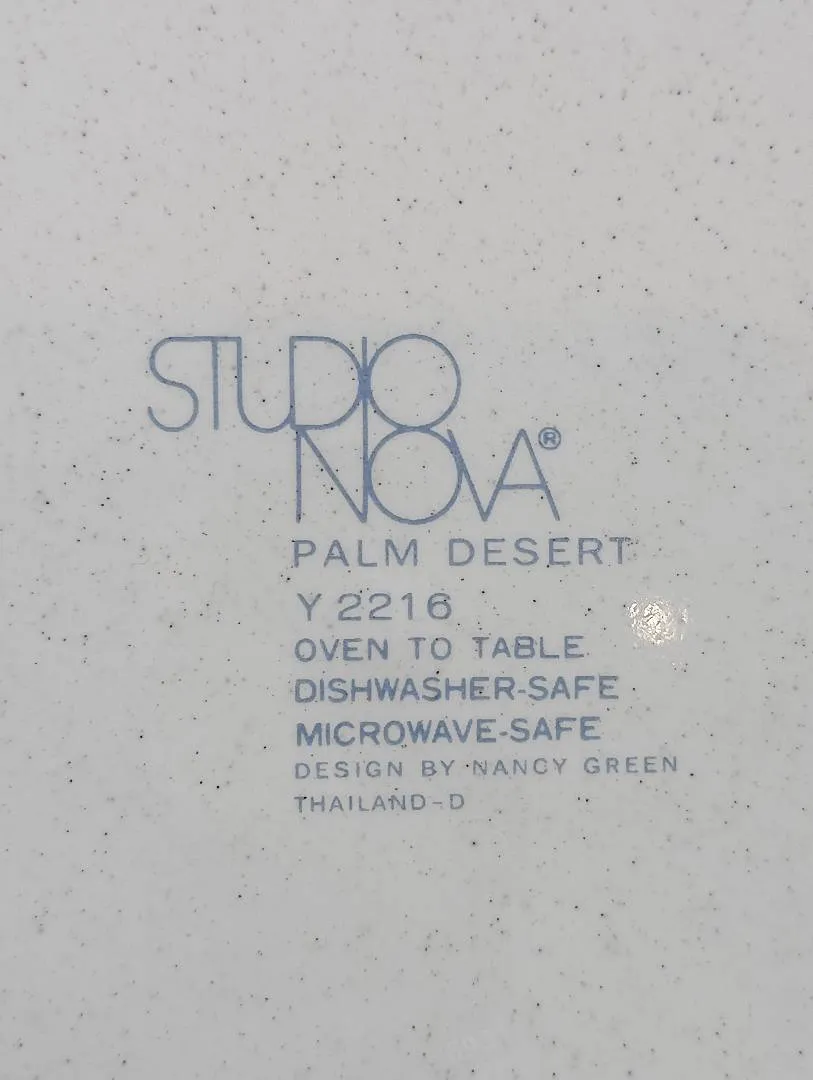 STUDIO
NOVA®
PALM DESERT
Y 2216
OVEN TO TABLE
DISHWASHER-SAFE
MICROWAVE-SAFE
DESIGN BY NANCY GREEN
THAILAND-D